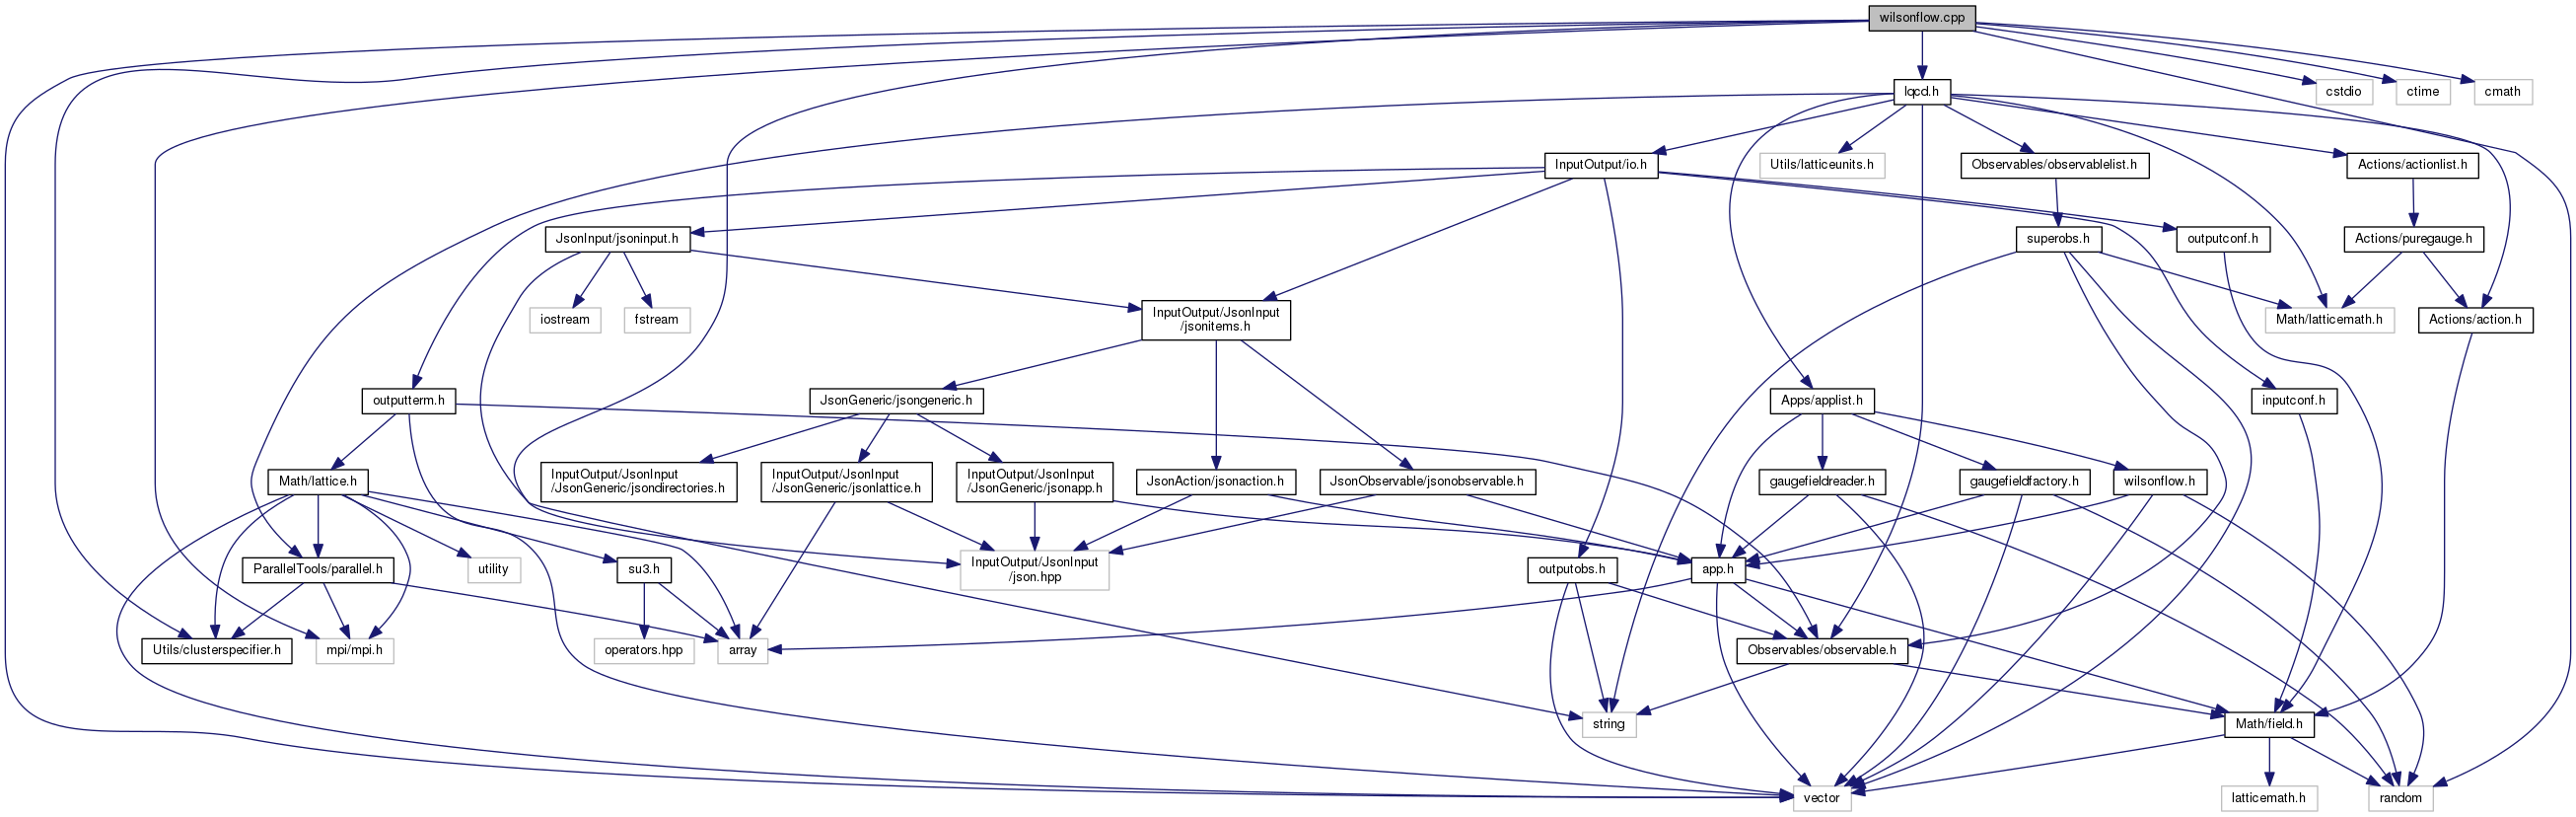 wilsonflow.cpp
lqcd.h
cstdio
ctime
cmath
InputOutput/io.h
Utils/latticeunits.h
Observables/observablelist.h
Actions/actionlist.h
JsonInput/jsoninput.h
superobs.h
outputconf.h
Actions/puregauge.h
iostream
fstream
InputOutput/JsonInput
/jsonitems.h
Math/latticemath.h
Actions/action.h
outputterm.h
JsonGeneric/jsongeneric.h
Apps/applist.h
inputconf.h
Math/lattice.h
InputOutput/JsonInput
/JsonGeneric/jsondirectories.h
InputOutput/JsonInput
/JsonGeneric/jsonlattice.h
InputOutput/JsonInput
/JsonGeneric/jsonapp.h
JsonAction/jsonaction.h
JsonObservable/jsonobservable.h
gaugefieldreader.h
gaugefieldfactory.h
wilsonflow.h
ParallelTools/parallel.h
utility
su3.h
InputOutput/JsonInput
/json.hpp
outputobs.h
app.h
Utils/clusterspecifier.h
mpi/mpi.h
operators.hpp
array
Observables/observable.h
string
Math/field.h
vector
latticemath.h
random